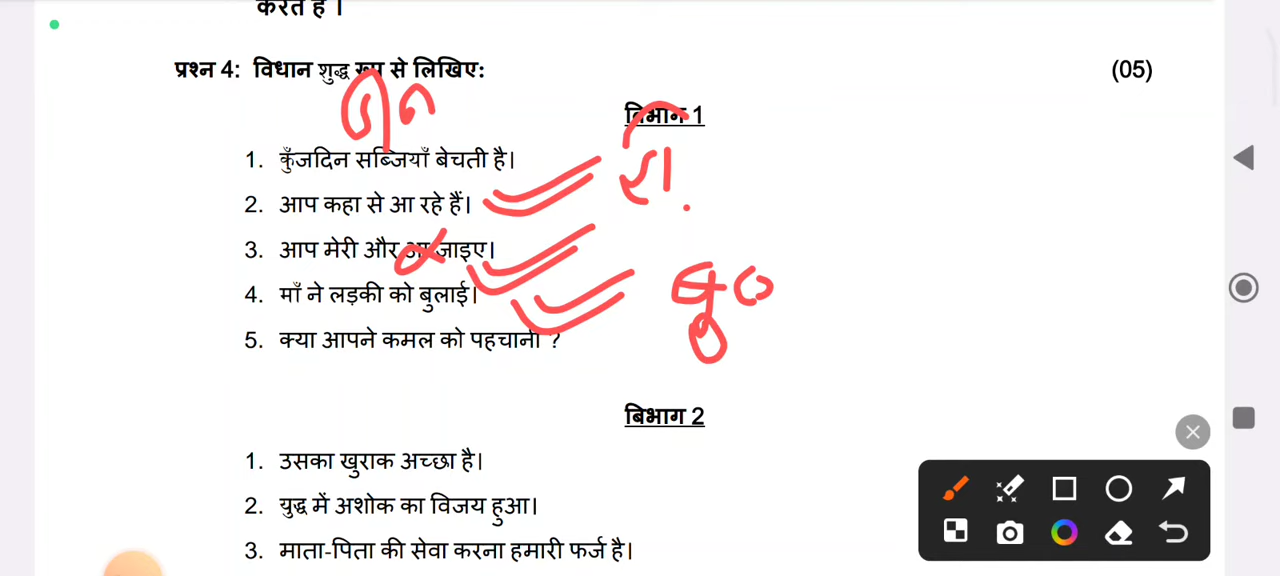 करते हैं ।
प्रश्न 4: विधान शुद्ध रूप से लिखिए: (05)
विभाग 1
1. कुँजदिन सब्जियाँ बेचती है।
2. आप कहा से आ रहे हैं।
3. आप मेरी और आ जाइए।
4. माँ ने लड़की को बुलाई।
5. क्या आपने कमल को पहचानी ?
बिभाग 2
1. उसका खुराक अच्छा है।
2. युद्ध में अशोक का विजय हुआ।
3. माता-पिता की सेवा करना हमारी फर्ज है।